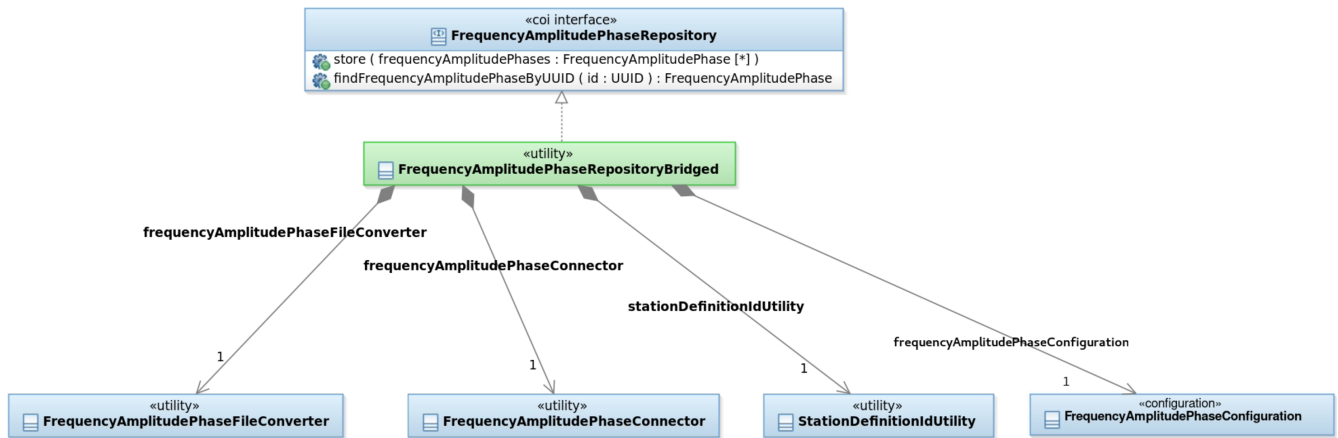 «coi interface»
FrequencyAmplitudePhaseRepository
store ( frequencyAmplitudePhases : FrequencyAmplitudePhase [*] )
findFrequencyAmplitudePhaseByUUID ( id : UUID ) : FrequencyAmplitudePhase
«utility»
FrequencyAmplitudePhaseRepositoryBridged
frequencyAmplitudePhaseFileConverter
frequencyAmplitudePhaseConnector
stationDefinitionIdUtility
frequencyAmplitudePhaseConfiguration
1
1
1
1
«utility»
FrequencyAmplitudePhaseFileConverter
«utility»
FrequencyAmplitudePhaseConnector
«utility»
StationDefinitionIdUtility
«configuration»
FrequencyAmplitudePhaseConfiguration